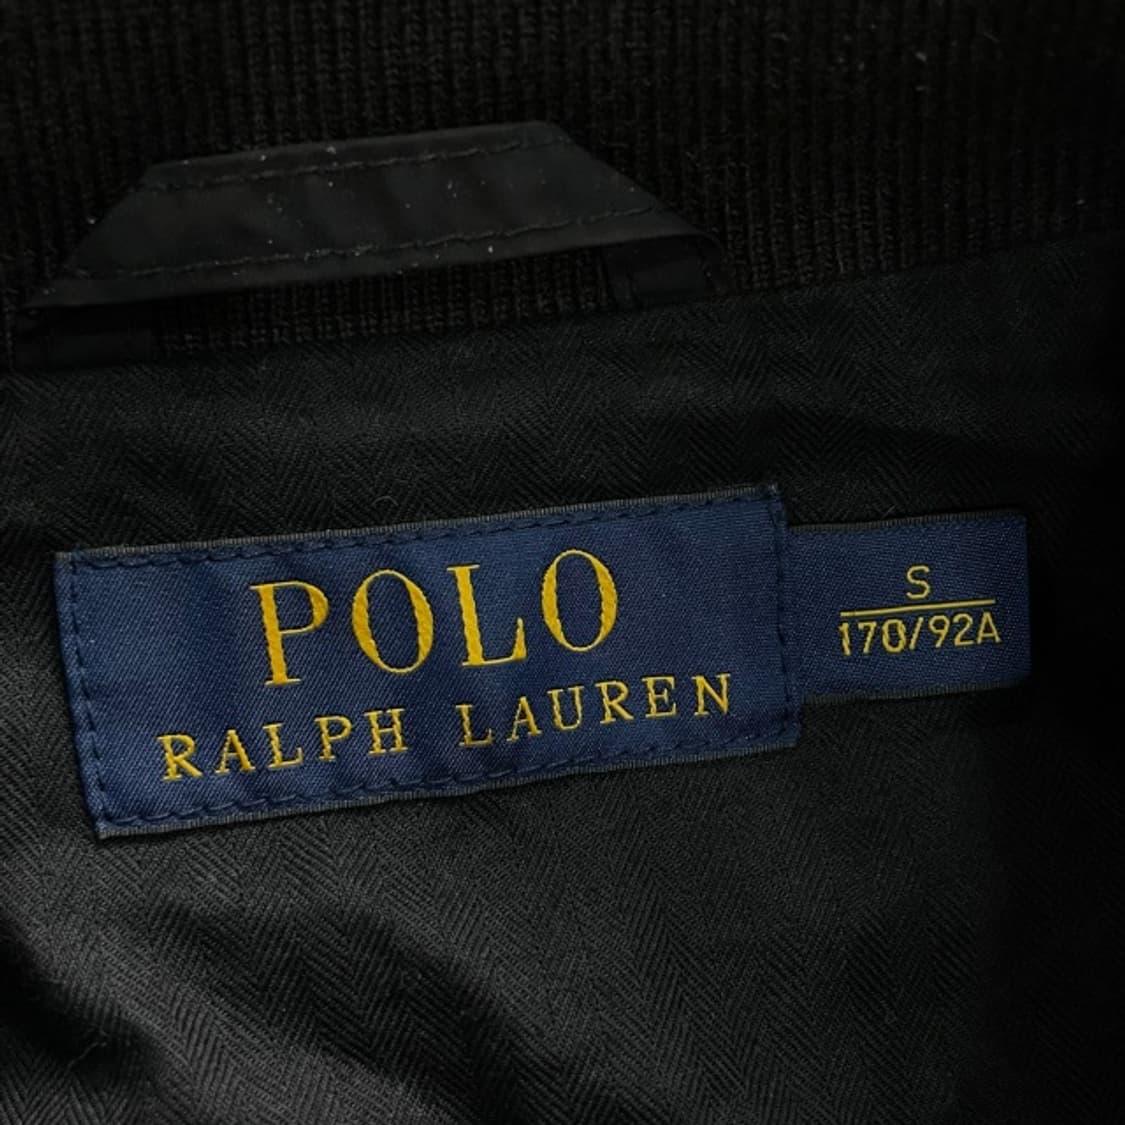 POLO
RALPH LAUREN
S
170/92A